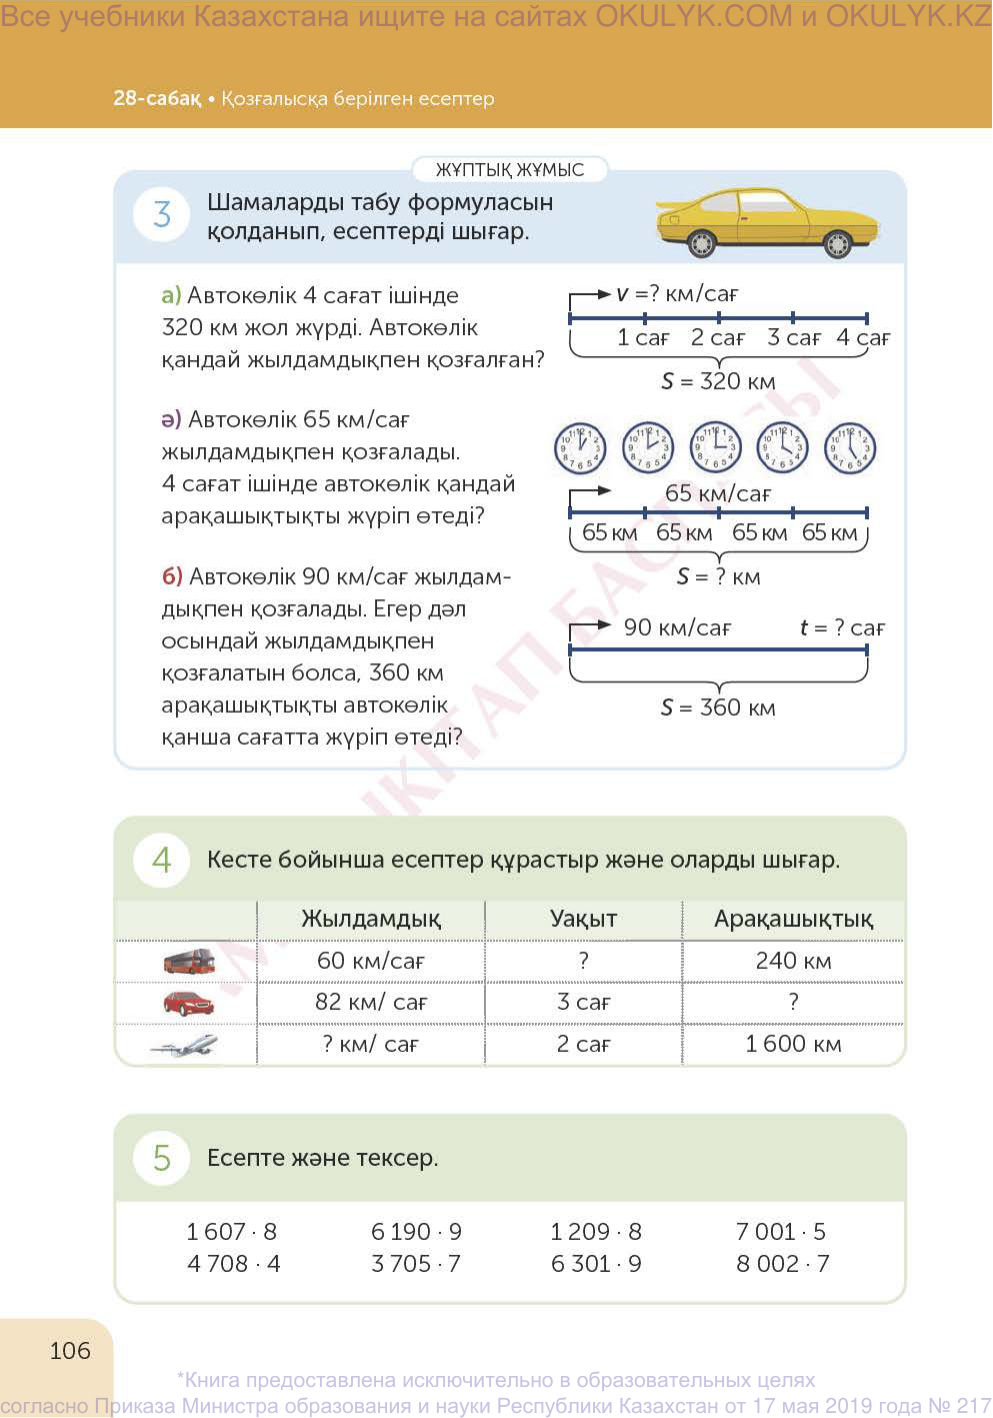 Все учебники Казахстана ищите на сайтах OKULYK.COM и OKULYK.KZ
28-сабақ • Қозғалысқа берілген есептер
ЖҰПТЫҚ ЖҰМЫС
3
Шамаларды табу формуласын
қолданып, есептерді шығар.
а) Автокөлік 4 сағат ішінде
320 км жол жүрді. Автокөлік
қандай жылдамдықпен қозғалған?
v =? км/сағ
1 сағ 2 сағ 3 сағ 4 сағ
S = 320 км
ә) Автокөлік 65 км/сағ
жылдамдықпен қозғалады.
4 сағат ішінде автокөлік қандай
арақашықтықты жүріп өтеді?
65 км/сағ
65 км 65 км 65 км 65 км
S = ? км
б) Автокөлік 90 км/сағ жылдам-
дықпен қозғалады. Егер дәл
осындай жылдамдықпен
қозғалатын болса, 360 км
арақашықтықты автокөлік
қанша сағатта жүріп өтеді?
90 км/сағ t = ? сағ
S = 360 км
4
Кесте бойынша есептер құрастыр және оларды шығар.
Жылдамдық Уақыт Арақашықтық
60 км/сағ ? 240 км
82 км/ сағ 3 сағ ?
? км/ сағ 2 сағ 1 600 км
5
Есепте және тексер.
1 607 · 8 6 190 · 9 1 209 · 8 7 001 · 5
4 708 · 4 3 705 · 7 6 301 · 9 8 002 · 7
106
*Книга предоставлена исключительно в образовательных целях
согласно Приказа Министра образования и науки Республики Казахстан от 17 мая 2019 года № 217